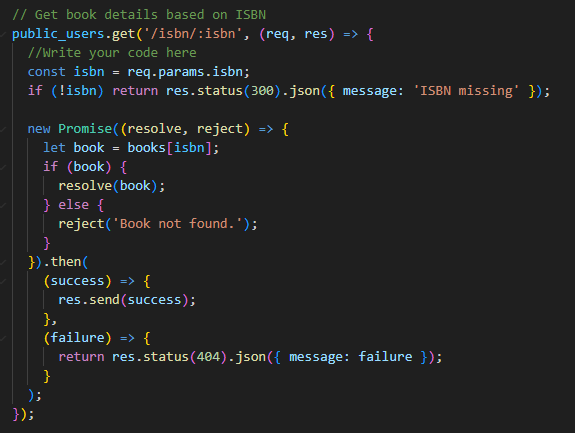 // Get book details based on ISBN
public_users.get('/isbn/:isbn', (req, res) => {
  //Write your code here
  const isbn = req.params.isbn;
  if (!isbn) return res.status(300).json({ message: 'ISBN missing' });

  new Promise((resolve, reject) => {
    let book = books[isbn];
    if (book) {
      resolve(book);
    } else {
      reject('Book not found.');
    }
  }).then(
    (success) => {
      res.send(success);
    },
    (failure) => {
      return res.status(404).json({ message: failure });
    }
  );
});